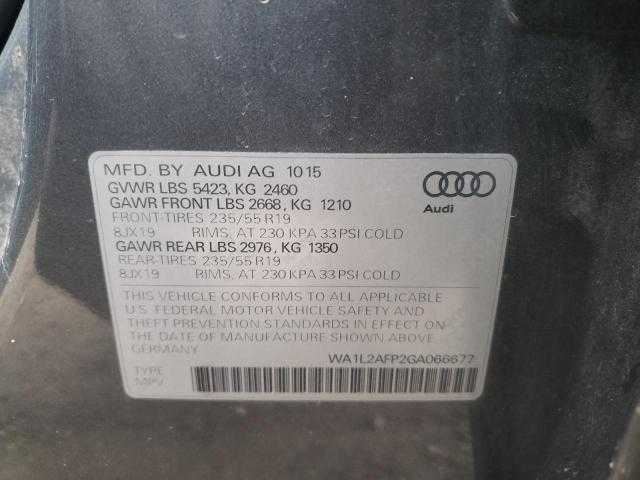 MFD. BY AUDI AG 1015
GVWR LBS 5423, KG 2460
GAWR FRONT LBS 2668, KG 1210
FRONT-TIRES 235/55 R19
8JX19 RIMS, AT 230 KPA 33 PSI COLD
GAWR REAR LBS 2976, KG 1350
REAR-TIRES 235/55 R19
8JX19 RIMS, AT 230 KPA 33 PSI COLD
Audi
THIS VEHICLE CONFORMS TO ALL APPLICABLE
U.S. FEDERAL MOTOR VEHICLE SAFETY AND
THEFT PREVENTION STANDARDS IN EFFECT ON
THE DATE OF MANUFACTURE SHOWN ABOVE.
GERMANY WA1L2AFP2GA066677
TYPE
MPV